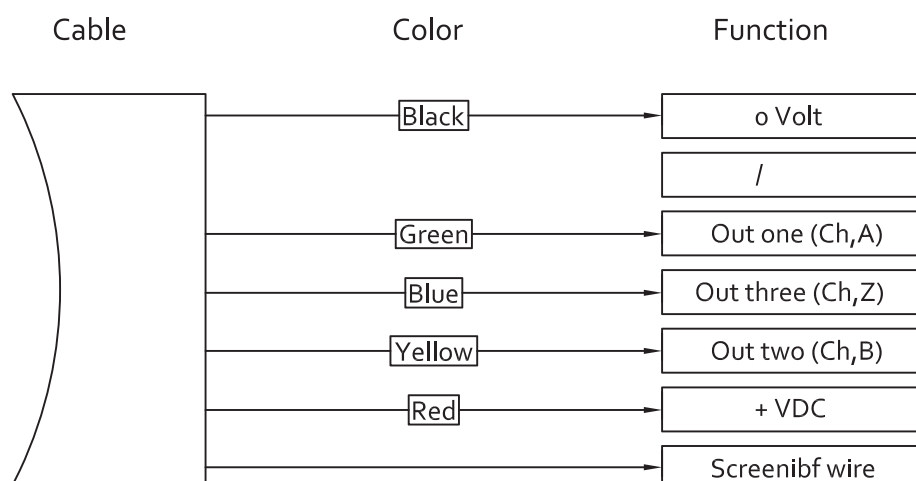 Cable Color Function
Black o Volt
/
Green Out one (Ch,A)
Blue Out three (Ch,Z)
Yellow Out two (Ch,B)
Red + VDC
Screenibf wire